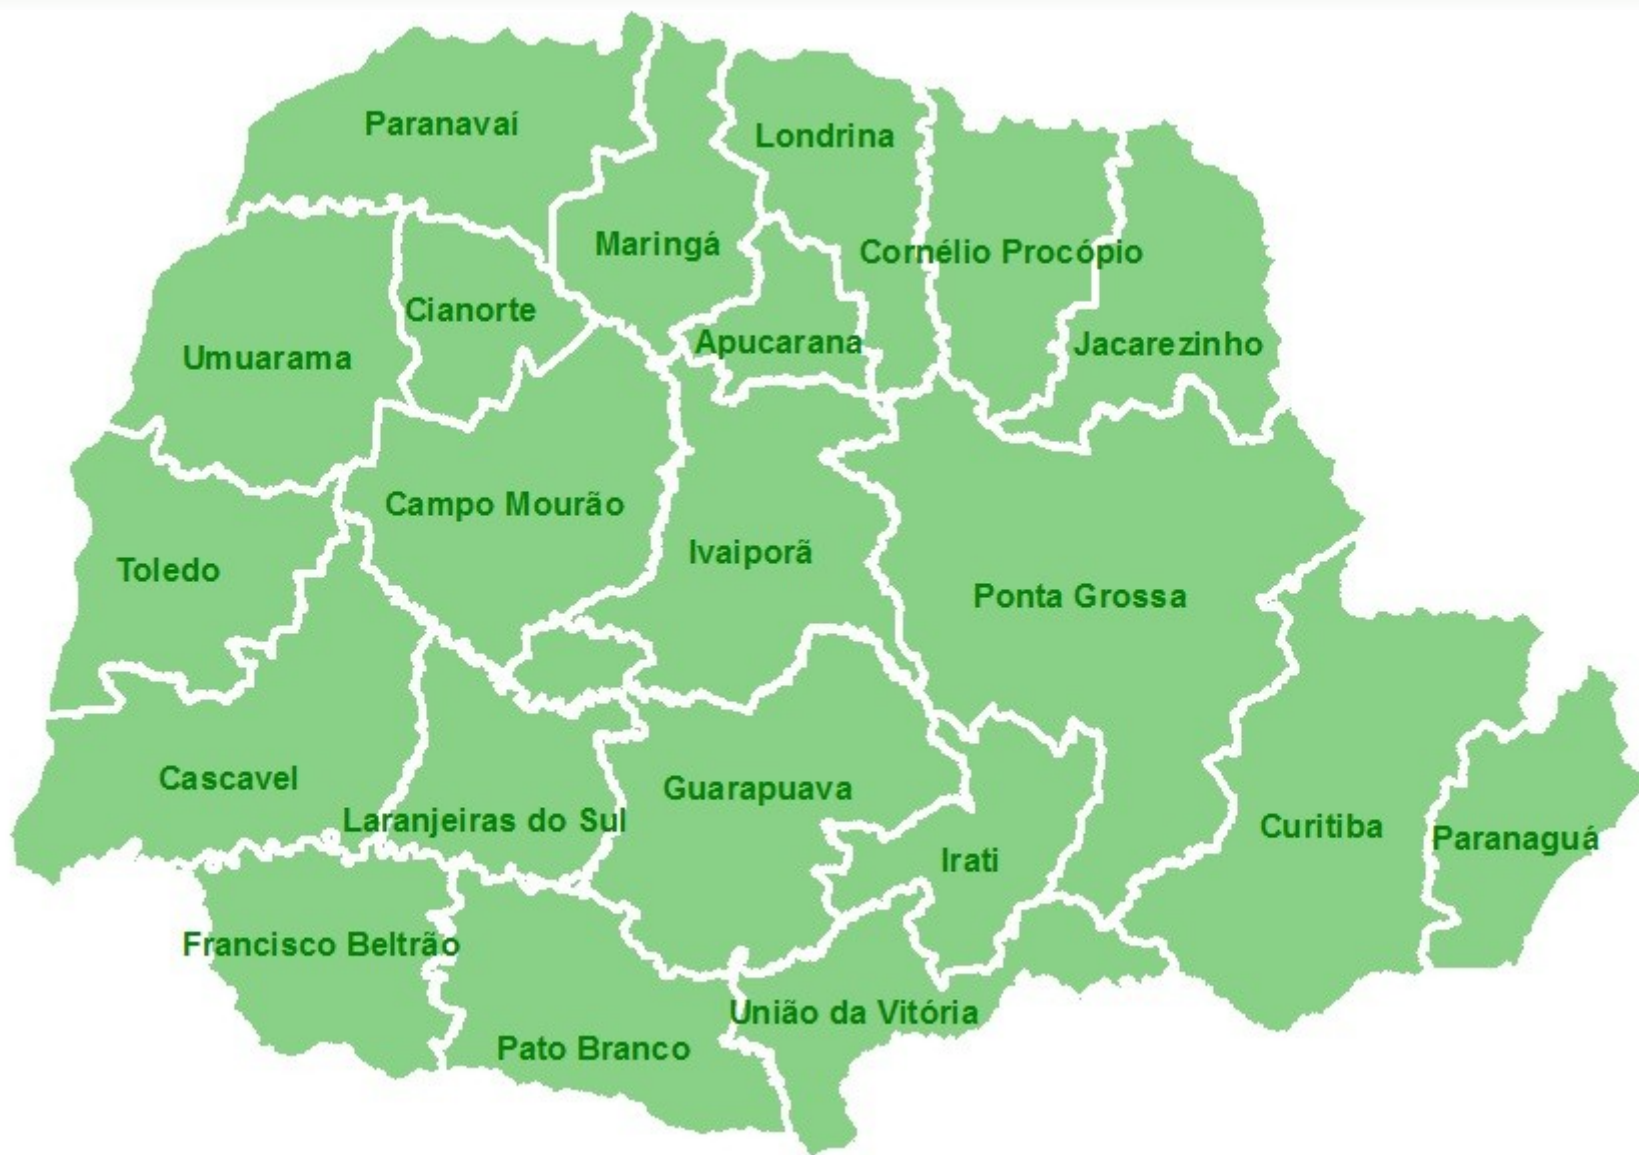 Paranavaí
Londrina
Maringá
Cornélio Procópio
Cianorte
Apucarana
Jacarezinho
Umuarama
Campo Mourão
Ivaiporã
Toledo
Ponta Grossa
Cascavel
Guarapuava
Laranjeiras do Sul
Curitiba
Paranaguá
Irati
Francisco Beltrão
União da Vitória
Pato Branco